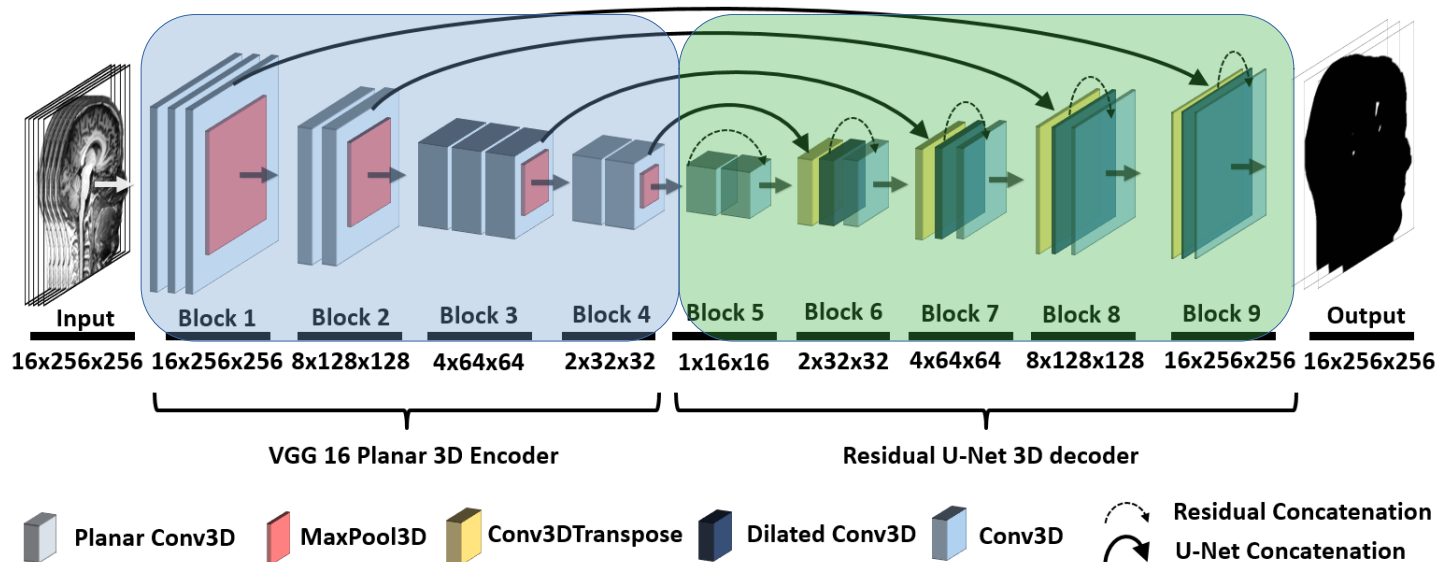 Input Block 1 Block 2 Block 3 Block 4 Block 5 Block 6 Block 7 Block 8 Block 9 Output
16x256x256 16x256x256 8x128x128 4x64x64 2x32x32 1x16x16 2x32x32 4x64x64 8x128x128 16x256x256 16x256x256
VGG 16 Planar 3D Encoder Residual U-Net 3D decoder
Planar Conv3D MaxPool3D Conv3DTranspose Dilated Conv3D Conv3D Residual Concatenation
U-Net Concatenation